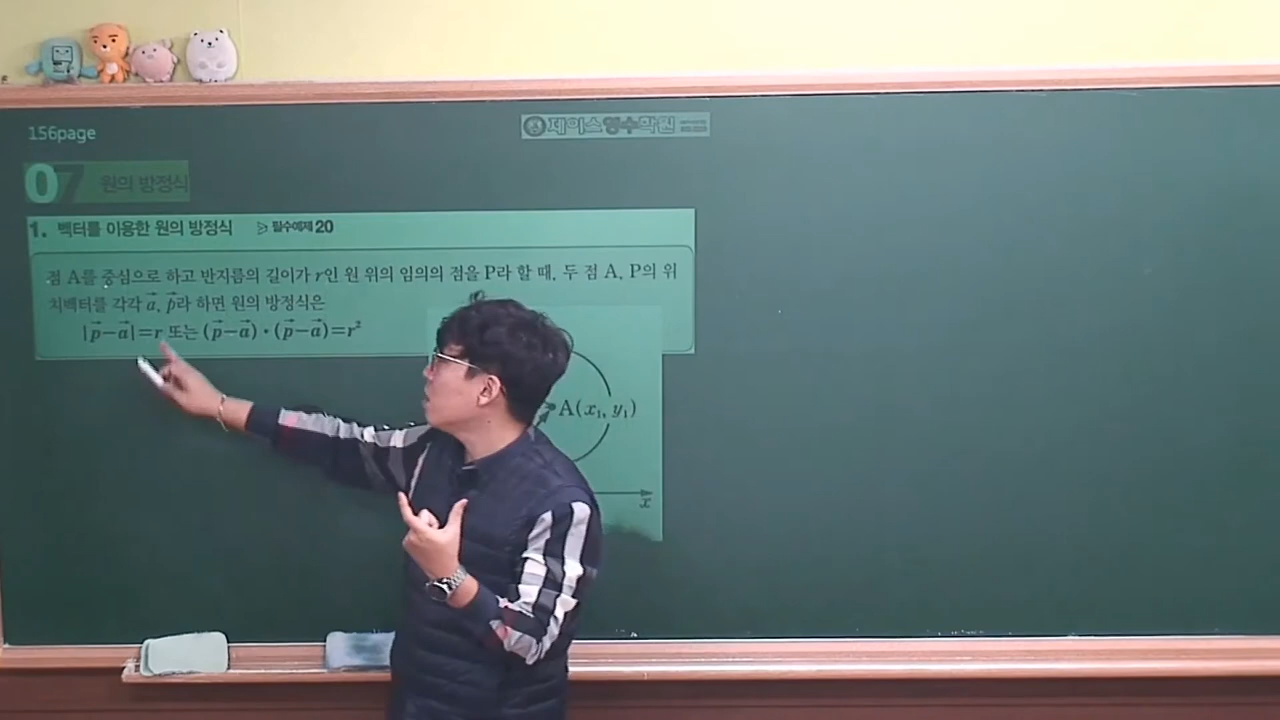 156page
제이스영수학원
07 원의 방정식
1. 벡터를 이용한 원의 방정식 ▷ 필수예제 20
점 A를 중심으로 하고 반지름의 길이가 r인 원 위의 임의의 점을 P라 할 때, 두 점 A, P의 위
치벡터를 각각 a⃗, p⃗라 하면 원의 방정식은
|p⃗−a⃗|=r 또는 (p⃗−a⃗)•(p⃗−a⃗)=r²
A(x₁, y₁)
x